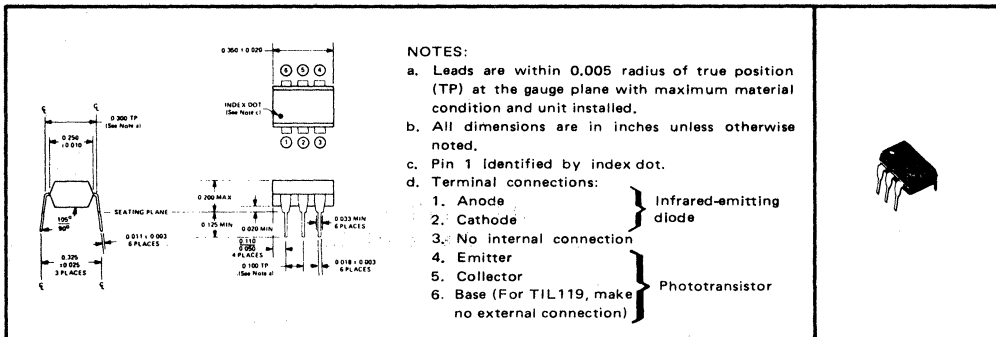 0.350 ± 0.020
⑥ ⑤ ④
INDEX DOT
(See Note c)
① ② ③
℄ ℄
0.300 TP
(See Note a)
0.250
±0.010
0.200 MAX
SEATING PLANE
105°
90°
0.125 MIN
0.020 MIN
0.033 MIN
6 PLACES
0.011 ± 0.003
6 PLACES
0.110
0.050
4 PLACES
0.018 ± 0.003
6 PLACES
0.325
±0.025
3 PLACES
0.100 TP
(See Note a)
℄ ℄
NOTES:
a. Leads are within 0.005 radius of true position
(TP) at the gauge plane with maximum material
condition and unit installed.
b. All dimensions are in inches unless otherwise
noted.
c. Pin 1 identified by index dot.
d. Terminal connections:
1. Anode
2. Cathode
Infrared-emitting
diode
3. No internal connection
4. Emitter
5. Collector
6. Base (For TIL119, make
no external connection)
Phototransistor